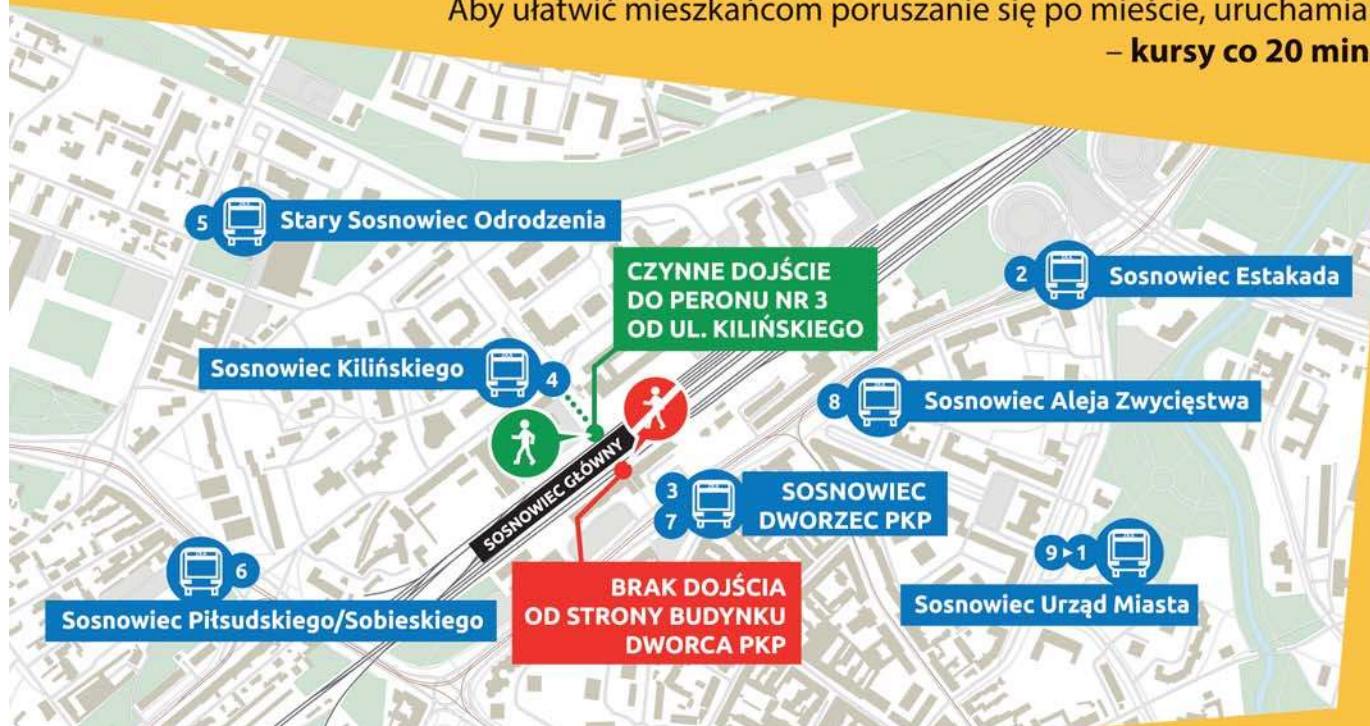 Aby ułatwić mieszkańcom poruszanie się po mieście, uruchamia
– kursy co 20 min
5
Stary Sosnowiec Odrodzenia
CZYNNE DOJŚCIE
DO PERONU NR 3
OD UL. KILIŃSKIEGO
2
Sosnowiec Estakada
Sosnowiec Kilińskiego
4
8
Sosnowiec Aleja Zwycięstwa
SOSNOWIEC GŁÓWNY
3
7
SOSNOWIEC
DWORZEC PKP
6
Sosnowiec Piłsudskiego/Sobieskiego
BRAK DOJŚCIA
OD STRONY BUDYNKU
DWORCA PKP
9▸1
Sosnowiec Urząd Miasta